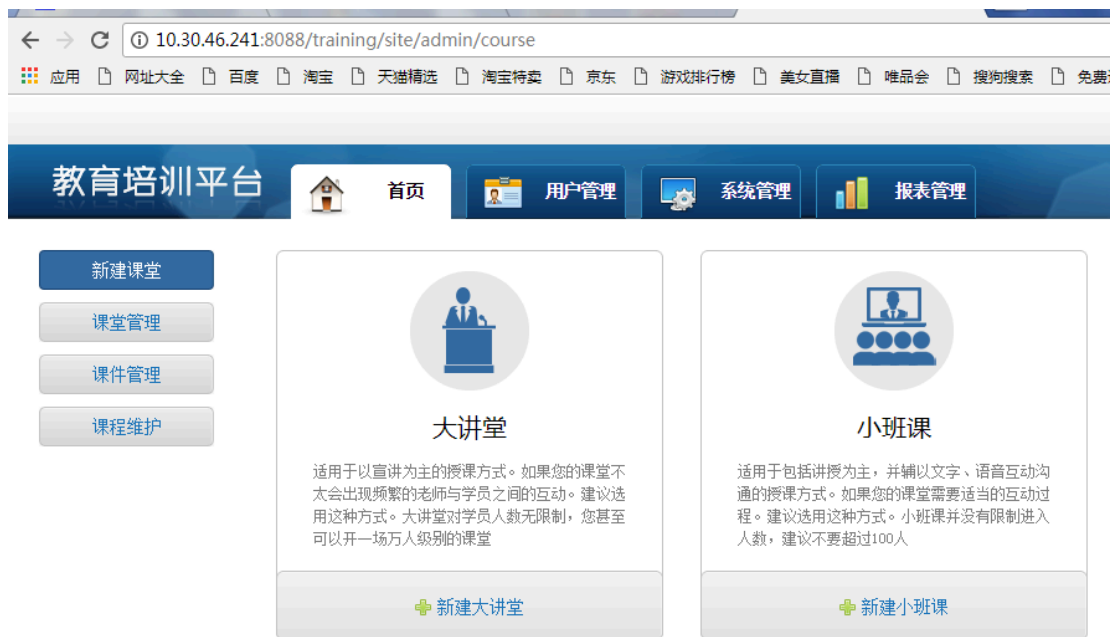 10.30.46.241:8088/training/site/admin/course
应用 网址大全 百度 淘宝 天猫精选 淘宝特卖 京东 游戏排行榜 美女直播 唯品会 搜狗搜索 免费
教育培训平台 首页 用户管理 系统管理 报表管理
新建课堂
课堂管理
课件管理
课程维护
大讲堂
适用于以宣讲为主的授课方式。如果您的课堂不
太会出现频繁的老师与学员之间的互动。建议选
用这种方式。大讲堂对学员人数无限制，您甚至
可以开一场万人级别的课堂
新建大讲堂
小班课
适用于包括讲授为主，并辅以文字、语音互动沟
通的授课方式。如果您的课堂需要适当的互动过
程。建议选用这种方式。小班课并没有限制进入
人数，建议不要超过100人
新建小班课